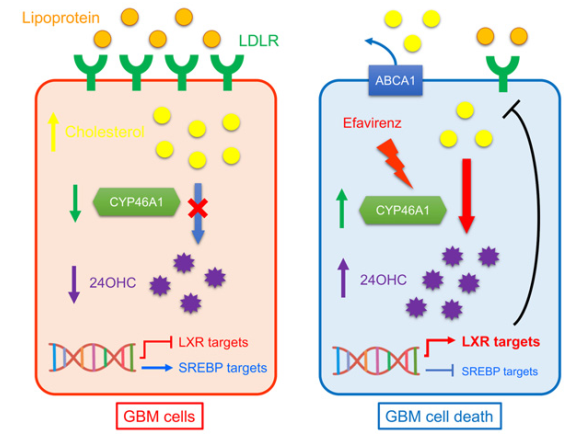 Lipoprotein
LDLR
Cholesterol
CYP46A1
24OHC
LXR targets
SREBP targets
GBM cells
ABCA1
Efavirenz
CYP46A1
24OHC
LXR targets
SREBP targets
GBM cell death